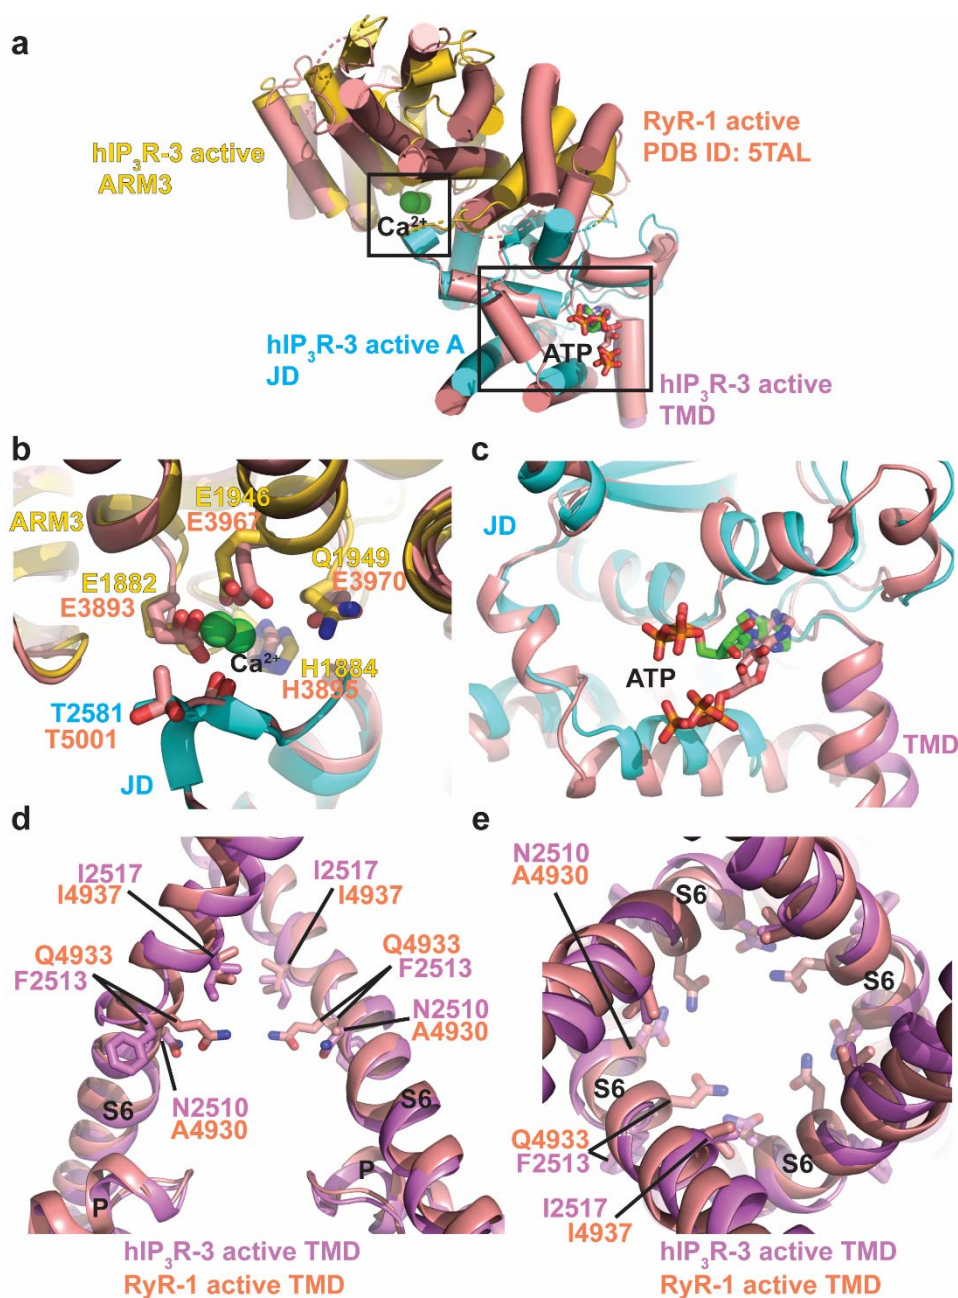 a
hIP₃R-3 active
ARM3
RyR-1 active
PDB ID: 5TAL
Ca²⁺
hIP₃R-3 active A
JD
ATP
hIP₃R-3 active
TMD
b
ARM3
E1946
E3967
Q1949
E3970
E1882
E3893
Ca²⁺
H1884
H3895
T2581
T5001
JD
c
JD
ATP
TMD
d
I2517
I4937
I2517
I4937
Q4933
F2513
Q4933
F2513
N2510
A4930
N2510
A4930
S6
S6
P
P
hIP₃R-3 active TMD
RyR-1 active TMD
e
N2510
A4930
S6
S6
S6
S6
Q4933
F2513
I2517
I4937
hIP₃R-3 active TMD
RyR-1 active TMD